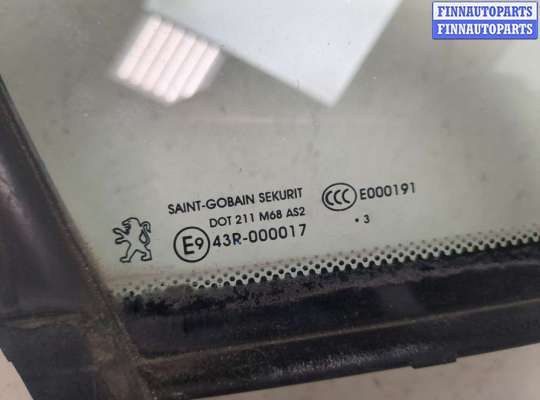 FINNAUTOPARTS
FINNAUTOPARTS
SAINT-GOBAIN SEKURIT
DOT 211 M68 AS2
E9 43R-000017
CCC E000191
• 3